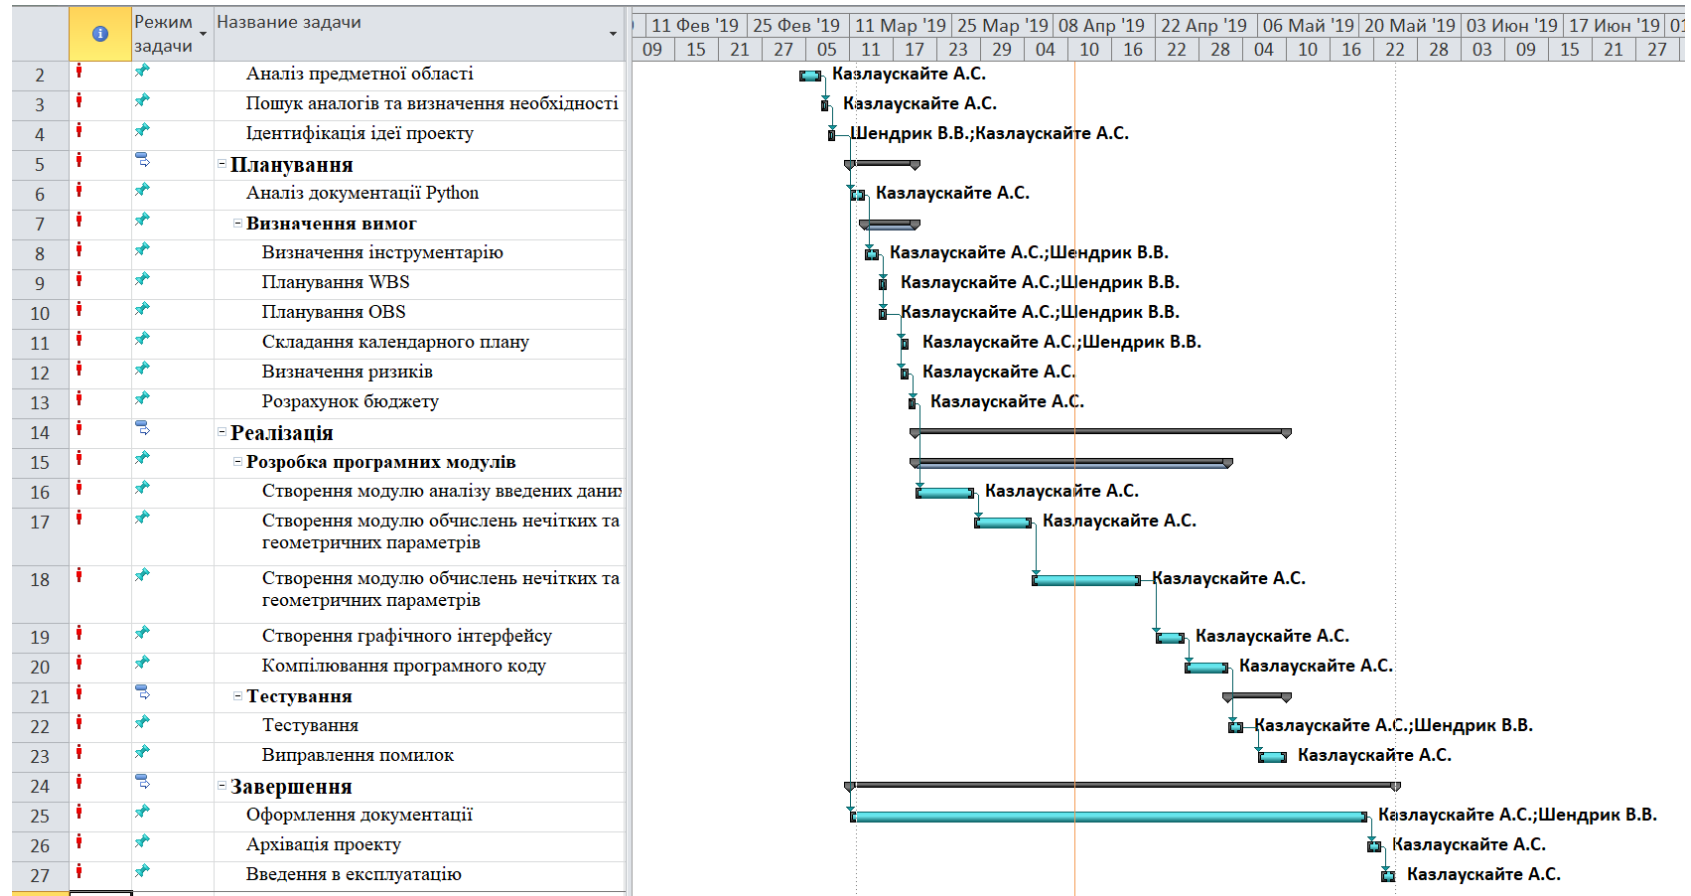 Режим задачи Название задачи 11 Фев '19 25 Фев '19 11 Мар '19 25 Мар '19 08 Апр '19 22 Апр '19 06 Май '19 20 Май '19 03 Июн '19 17 Июн '19 01
09 15 21 27 05 11 17 23 29 04 10 16 22 28 04 10 16 22 28 03 09 15 21 27
2 Аналіз предметної області Казлаускайте А.С.
3 Пошук аналогів та визначення необхідності Казлаускайте А.С.
4 Ідентифікація ідеї проекту Шендрик В.В.;Казлаускайте А.С.
5 Планування
6 Аналіз документації Python Казлаускайте А.С.
7 Визначення вимог
8 Визначення інструментарію Казлаускайте А.С.;Шендрик В.В.
9 Планування WBS Казлаускайте А.С.;Шендрик В.В.
10 Планування OBS Казлаускайте А.С.;Шендрик В.В.
11 Складання календарного плану Казлаускайте А.С.;Шендрик В.В.
12 Визначення ризиків Казлаускайте А.С.
13 Розрахунок бюджету Казлаускайте А.С.
14 Реалізація
15 Розробка програмних модулів
16 Створення модулю аналізу введених даних Казлаускайте А.С.
17 Створення модулю обчислень нечітких та Казлаускайте А.С.
геометричних параметрів
18 Створення модулю обчислень нечітких та Казлаускайте А.С.
геометричних параметрів
19 Створення графічного інтерфейсу Казлаускайте А.С.
20 Компілювання програмного коду Казлаускайте А.С.
21 Тестування
22 Тестування Казлаускайте А.С.;Шендрик В.В.
23 Виправлення помилок Казлаускайте А.С.
24 Завершення
25 Оформлення документації Казлаускайте А.С.;Шендрик В.В.
26 Архівація проекту Казлаускайте А.С.
27 Введення в експлуатацію Казлаускайте А.С.